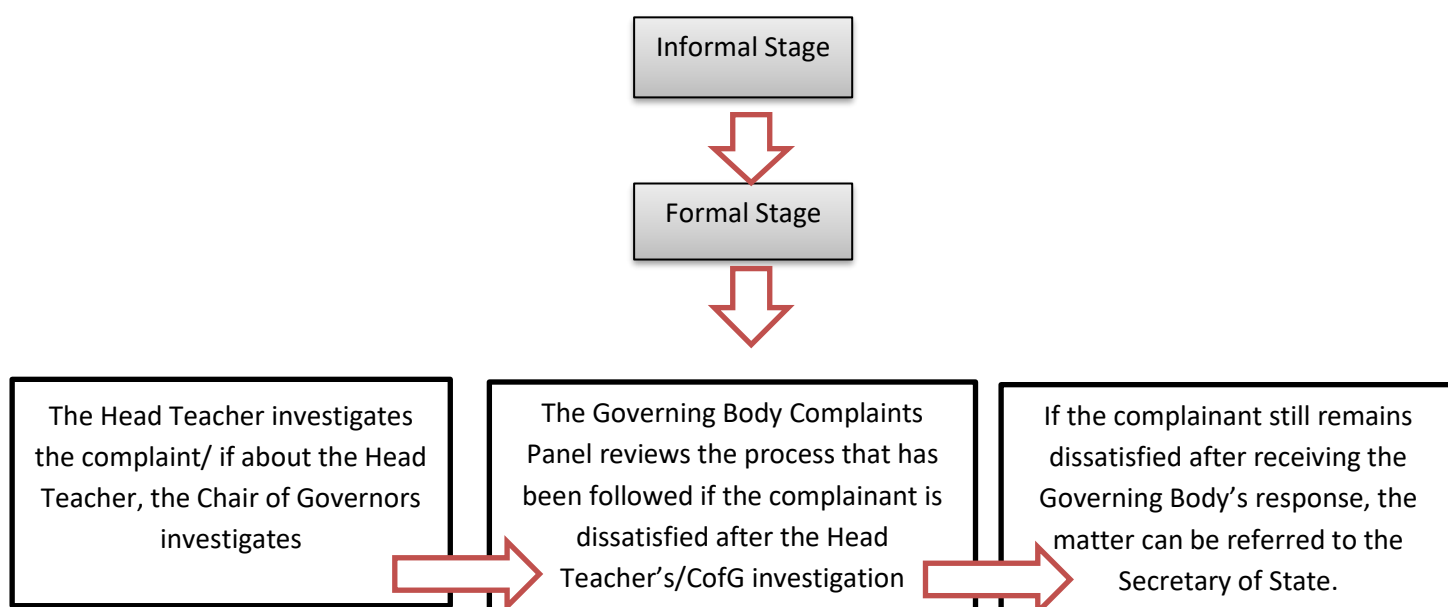 Informal Stage
Formal Stage
The Head Teacher investigates
the complaint/ if about the Head
Teacher, the Chair of Governors
investigates
The Governing Body Complaints
Panel reviews the process that has
been followed if the complainant is
dissatisfied after the Head
Teacher’s/CofG investigation
If the complainant still remains
dissatisfied after receiving the
Governing Body’s response, the
matter can be referred to the
Secretary of State.